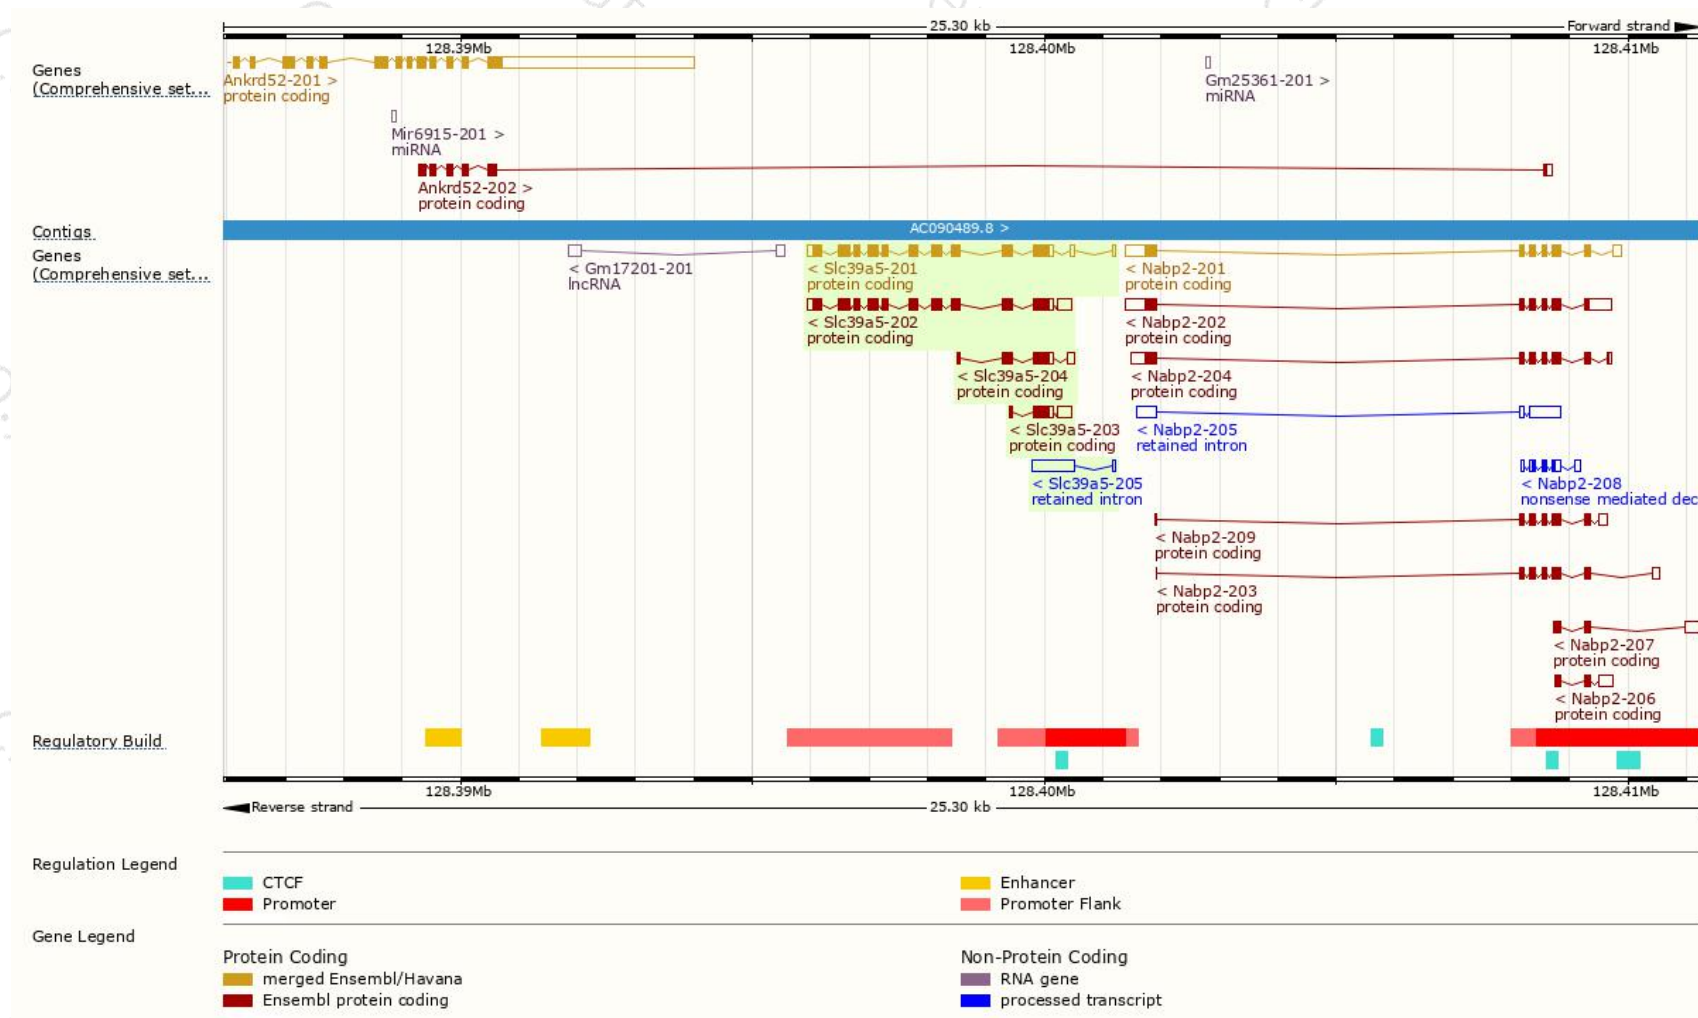 25.30 kb
Forward strand
128.39Mb 128.40Mb 128.41Mb
Genes
(Comprehensive set...
Ankrd52-201 >
protein coding
Gm25361-201 >
miRNA
Mir6915-201 >
miRNA
Ankrd52-202 >
protein coding
Contigs
AC090489.8 >
Genes
(Comprehensive set...
< Gm17201-201
lncRNA
< Slc39a5-201
protein coding
< Nabp2-201
protein coding
< Slc39a5-202
protein coding
< Nabp2-202
protein coding
< Slc39a5-204
protein coding
< Nabp2-204
protein coding
< Slc39a5-203
protein coding
< Nabp2-205
retained intron
< Slc39a5-205
retained intron
< Nabp2-208
nonsense mediated dec
< Nabp2-209
protein coding
< Nabp2-203
protein coding
< Nabp2-207
protein coding
< Nabp2-206
protein coding
Regulatory Build
128.39Mb 128.40Mb 128.41Mb
Reverse strand
25.30 kb
Regulation Legend
CTCF
Enhancer
Promoter
Promoter Flank
Gene Legend
Protein Coding
Non-Protein Coding
merged Ensembl/Havana
RNA gene
Ensembl protein coding
processed transcript